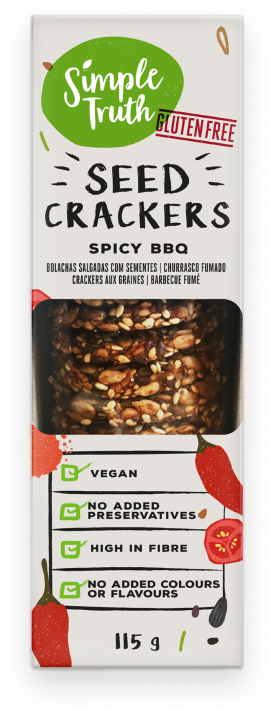 Simple
Truth
GLUTEN FREE
SEED
CRACKERS
SPICY BBQ
BOLACHAS SALGADAS COM SEMENTES | CHURRASCO FUMADO
CRACKERS AUX GRAINES | BARBECUE FUMÉ
VEGAN
NO ADDED
PRESERVATIVES
HIGH IN FIBRE
NO ADDED COLOURS
OR FLAVOURS
115 g